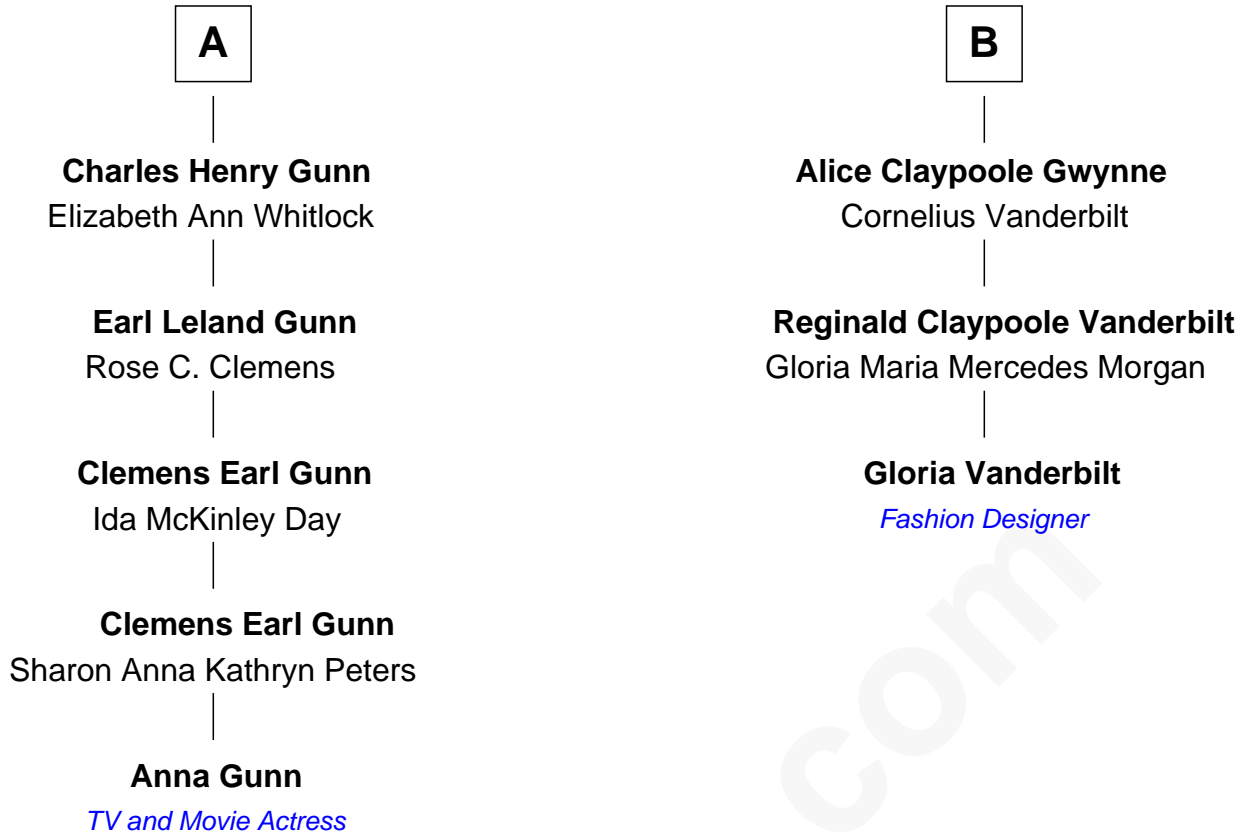 A
Charles Henry Gunn
Elizabeth Ann Whitlock
Earl Leland Gunn
Rose C. Clemens
Clemens Earl Gunn
Ida McKinley Day
Clemens Earl Gunn
Sharon Anna Kathryn Peters
Anna Gunn
TV and Movie Actress
B
Alice Claypoole Gwynne
Cornelius Vanderbilt
Reginald Claypoole Vanderbilt
Gloria Maria Mercedes Morgan
Gloria Vanderbilt
Fashion Designer
com